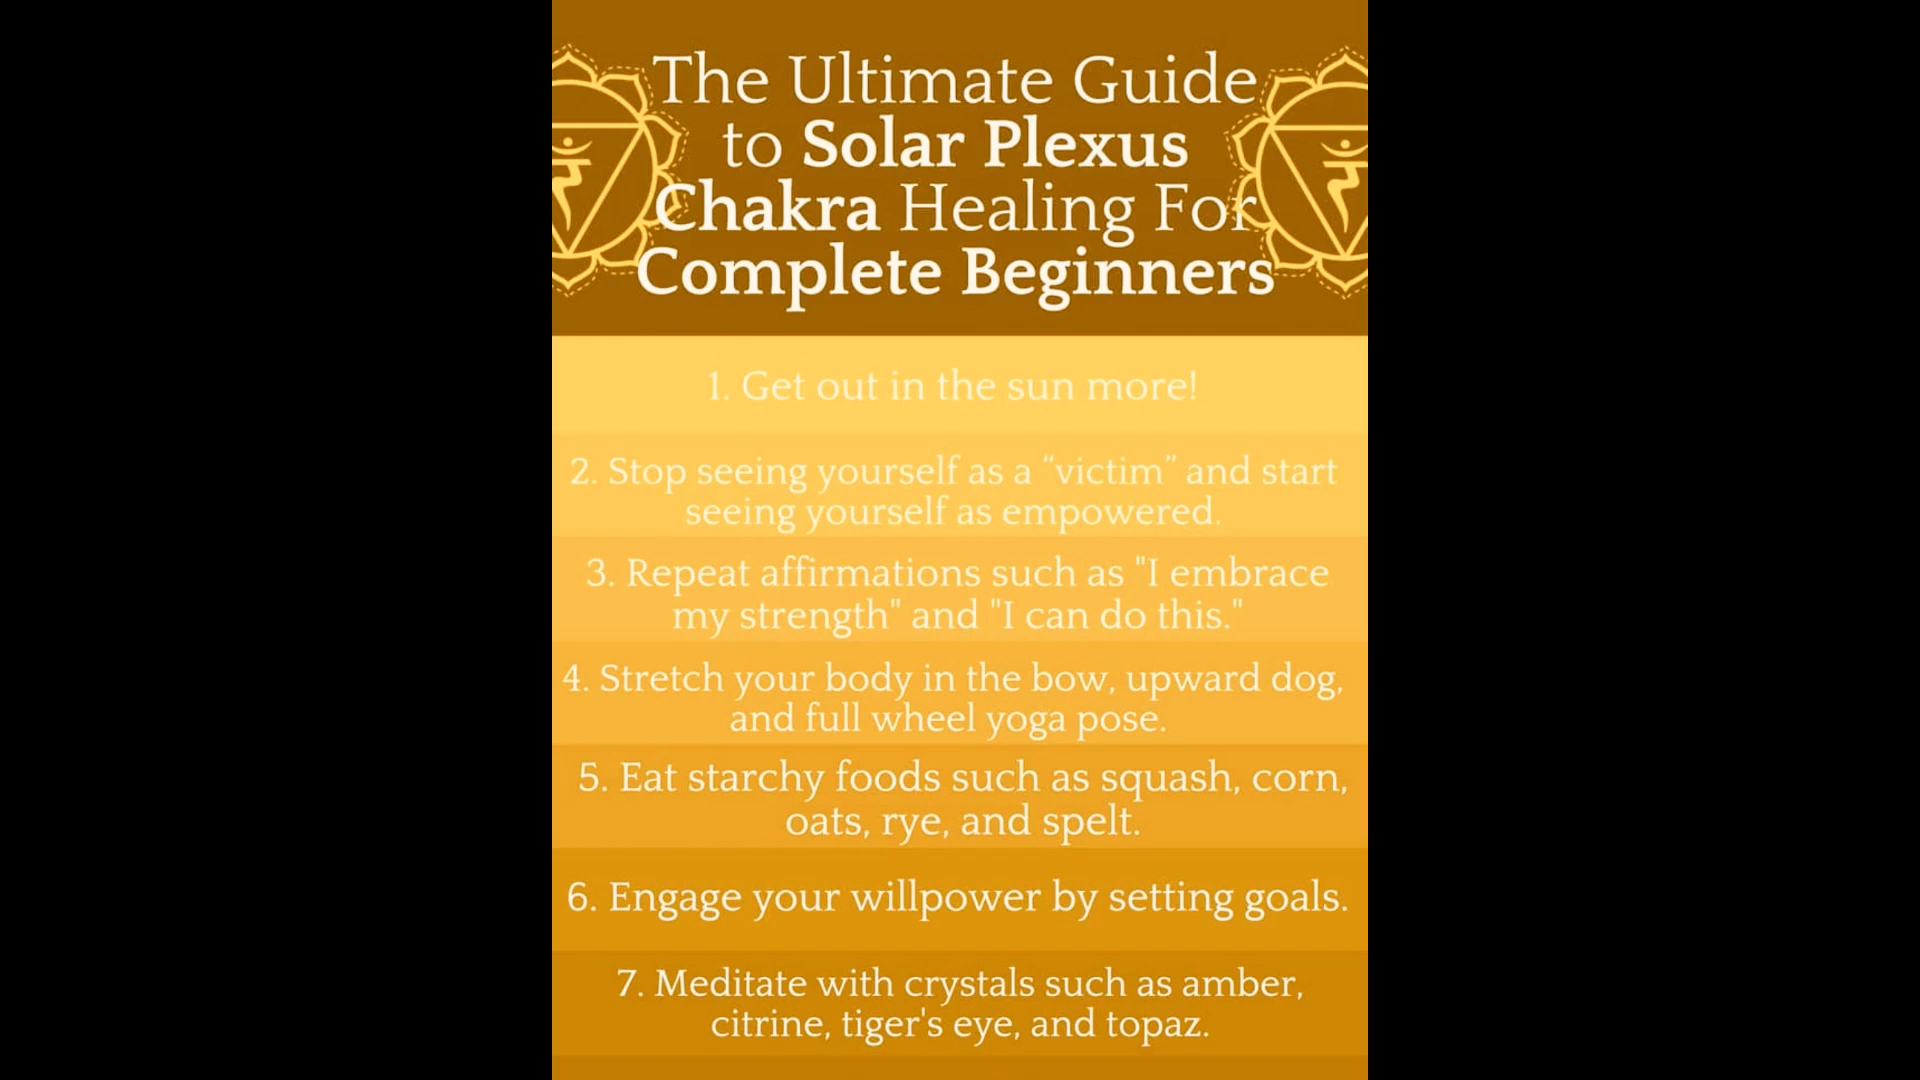 The Ultimate Guide
to Solar Plexus
Chakra Healing For
Complete Beginners
1. Get out in the sun more!
2. Stop seeing yourself as a “victim” and start
seeing yourself as empowered.
3. Repeat affirmations such as "I embrace
my strength" and "I can do this."
4. Stretch your body in the bow, upward dog,
and full wheel yoga pose.
5. Eat starchy foods such as squash, corn,
oats, rye, and spelt.
6. Engage your willpower by setting goals.
7. Meditate with crystals such as amber,
citrine, tiger's eye, and topaz.